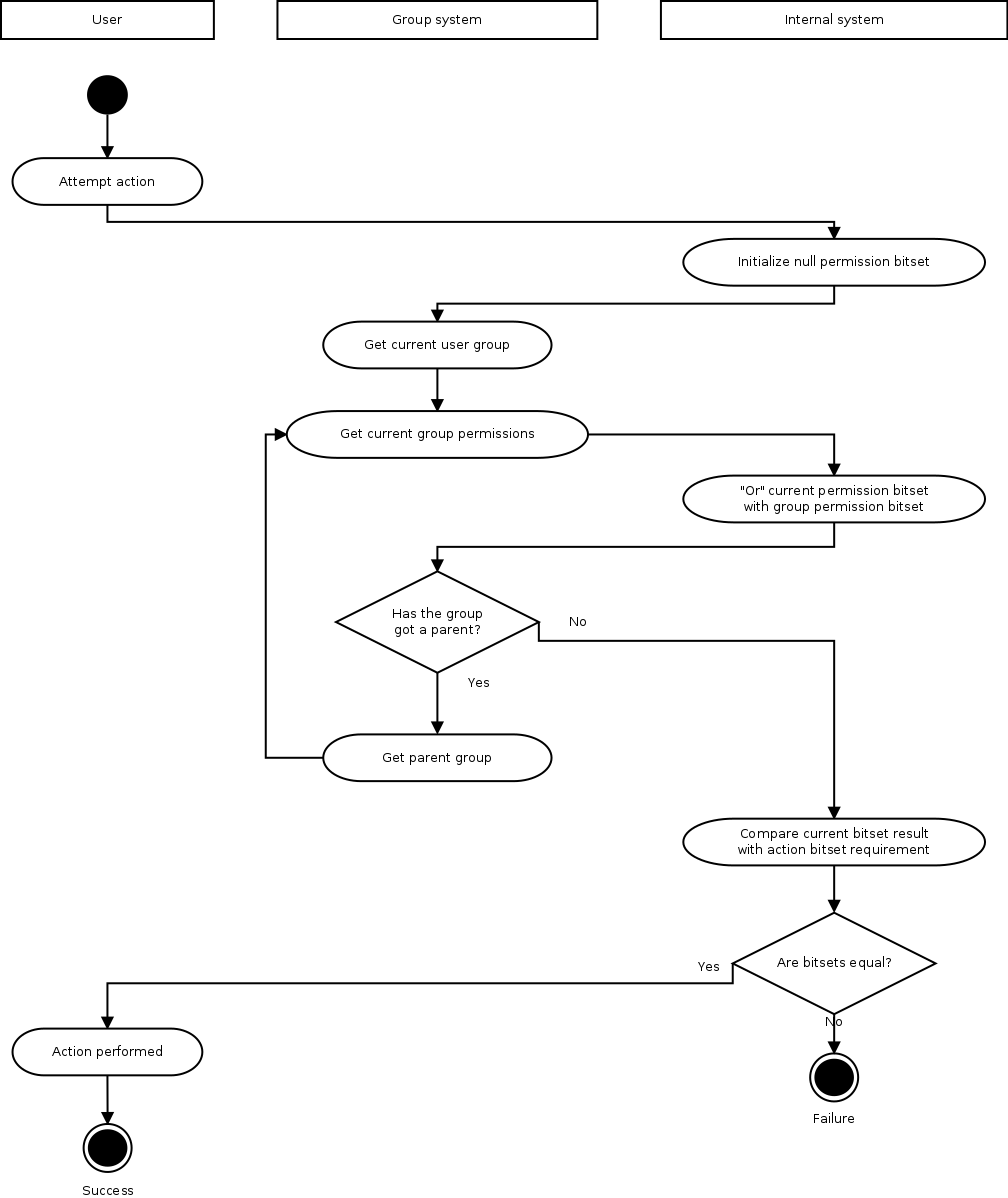 User
Group system
Internal system
Attempt action
Initialize null permission bitset
Get current user group
Get current group permissions
"Or" current permission bitset
with group permission bitset
Has the group
got a parent?
No
Yes
Get parent group
Compare current bitset result
with action bitset requirement
Are bitsets equal?
Yes
No
Action performed
Failure
Success